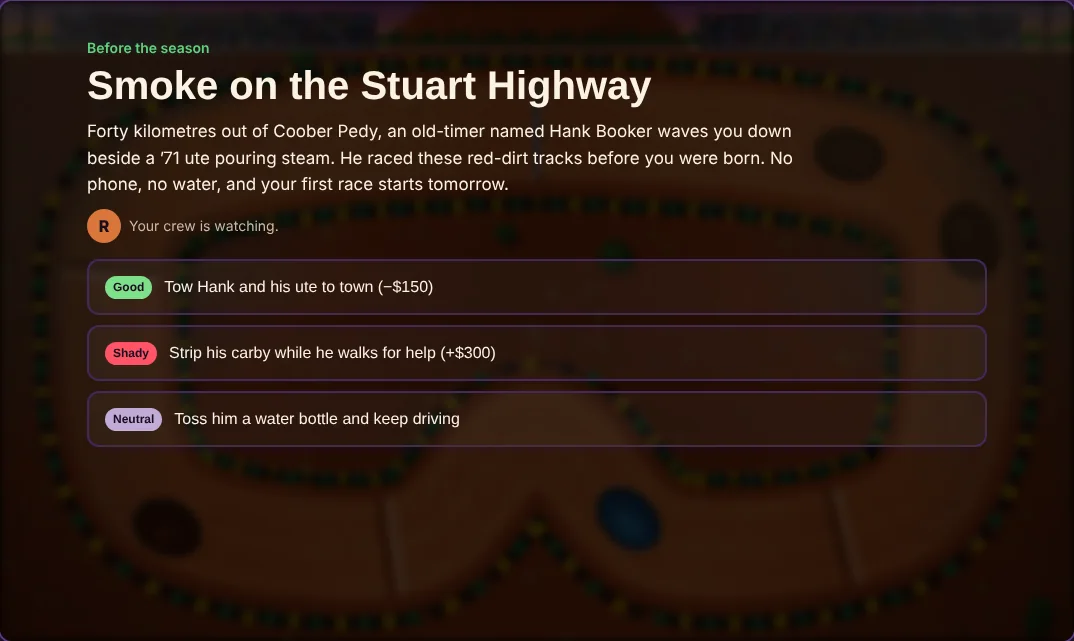 Before the season
Smoke on the Stuart Highway
Forty kilometres out of Coober Pedy, an old-timer named Hank Booker waves you down
beside a ’71 ute pouring steam. He raced these red-dirt tracks before you were born. No
phone, no water, and your first race starts tomorrow.
R Your crew is watching.
Good Tow Hank and his ute to town (−$150)
Shady Strip his carby while he walks for help (+$300)
Neutral Toss him a water bottle and keep driving